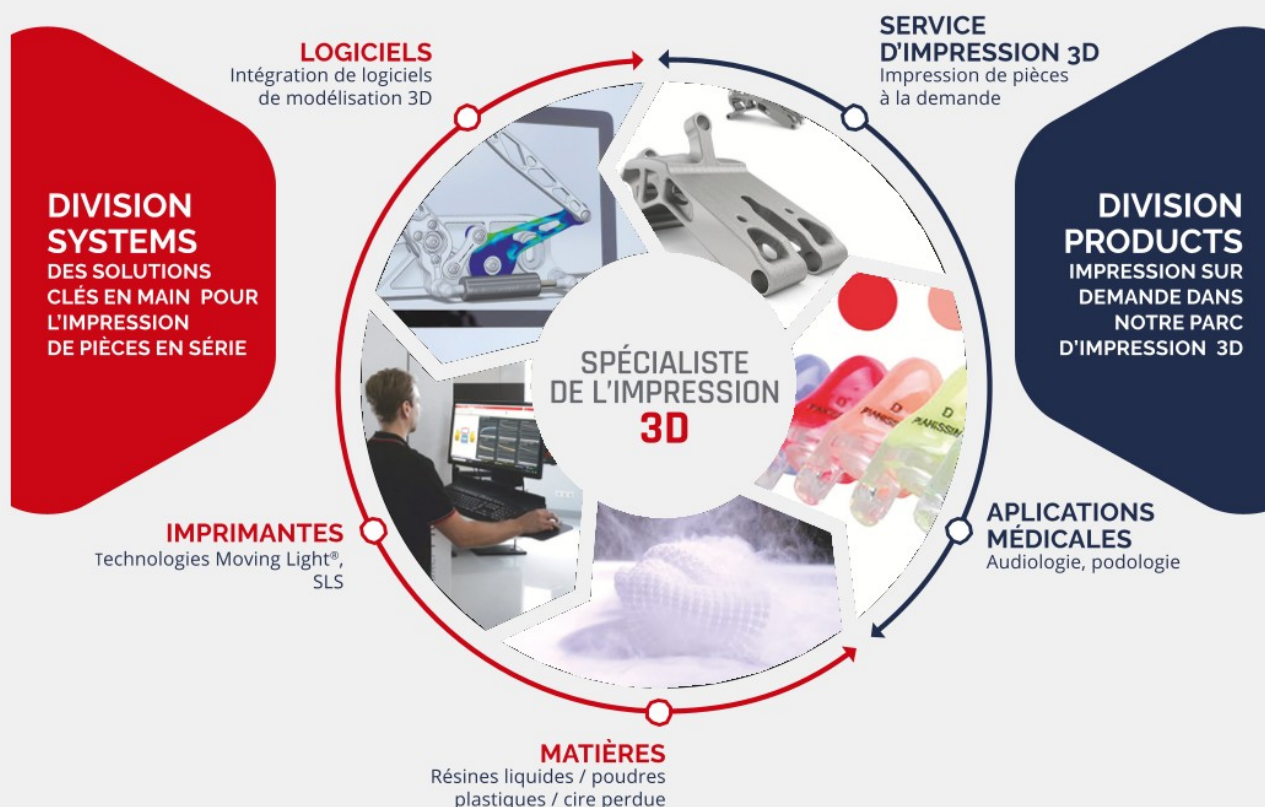 LOGICIELS
Intégration de logiciels
de modélisation 3D
SERVICE
D'IMPRESSION 3D
Impression de pièces
à la demande
DIVISION
SYSTEMS
DES SOLUTIONS
CLÉS EN MAIN POUR
L'IMPRESSION
DE PIÈCES EN SÉRIE
DIVISION
PRODUCTS
IMPRESSION SUR
DEMANDE DANS
NOTRE PARC
D'IMPRESSION 3D
SPÉCIALISTE
DE L'IMPRESSION
3D
IMPRIMANTES
Technologies Moving Light®,
SLS
APLICATIONS
MÉDICALES
Audiologie, podologie
MATIÈRES
Résines liquides / poudres
plastiques / cire perdue